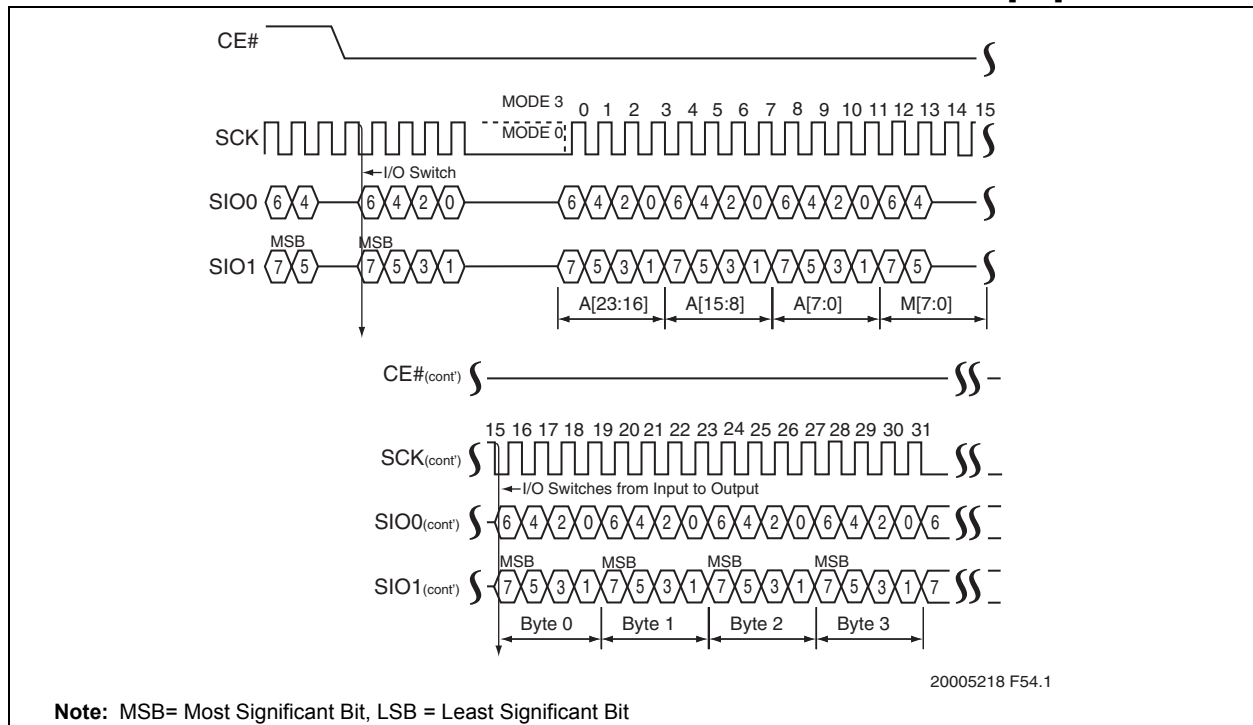 CE#
MODE 3
0 1 2 3 4 5 6 7 8 9 10 11 12 13 14 15
SCK
MODE 0
I/O Switch
SIO0 6 4 6 4 2 0 6 4 2 0 6 4 2 0 6 4 2 0 6 4
MSB MSB
SIO1 7 5 7 5 3 1 7 5 3 1 7 5 3 1 7 5 3 1 7 5
A[23:16] A[15:8] A[7:0] M[7:0]
CE#(cont')
15 16 17 18 19 20 21 22 23 24 25 26 27 28 29 30 31
SCK(cont')
I/O Switches from Input to Output
SIO0(cont') 6 4 2 0 6 4 2 0 6 4 2 0 6 4 2 0 6
MSB MSB MSB MSB
SIO1(cont') 7 5 3 1 7 5 3 1 7 5 3 1 7 5 3 1 7
Byte 0 Byte 1 Byte 2 Byte 3
20005218 F54.1
Note: MSB= Most Significant Bit, LSB = Least Significant Bit